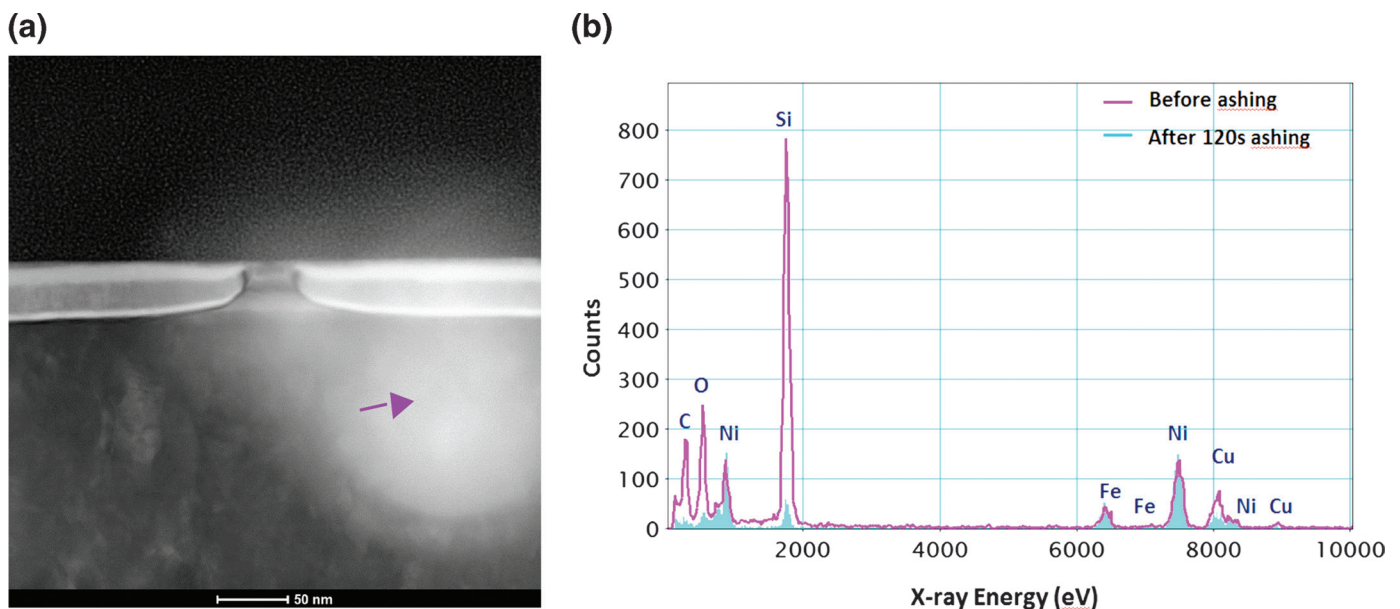 (a)
50 nm
(b)
Before ashing
After 120s ashing
Si
O
C
Ni
Fe
Fe
Ni
Cu
Ni
Cu
800
700
600
500
400
300
200
100
0
Counts
2000
4000
6000
8000
10000
X-ray Energy (eV)